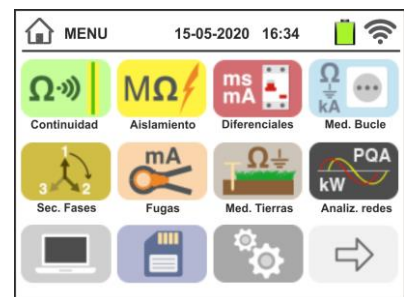 MENU 15-05-2020 16:34
Ω MΩ ms mA Ω kA
Continuidad Aislamiento Diferenciales Med. Bucle
1 3 2 mA Ω PQA kW
Sec. Fases Fugas Med. Tierras Analiz. redes